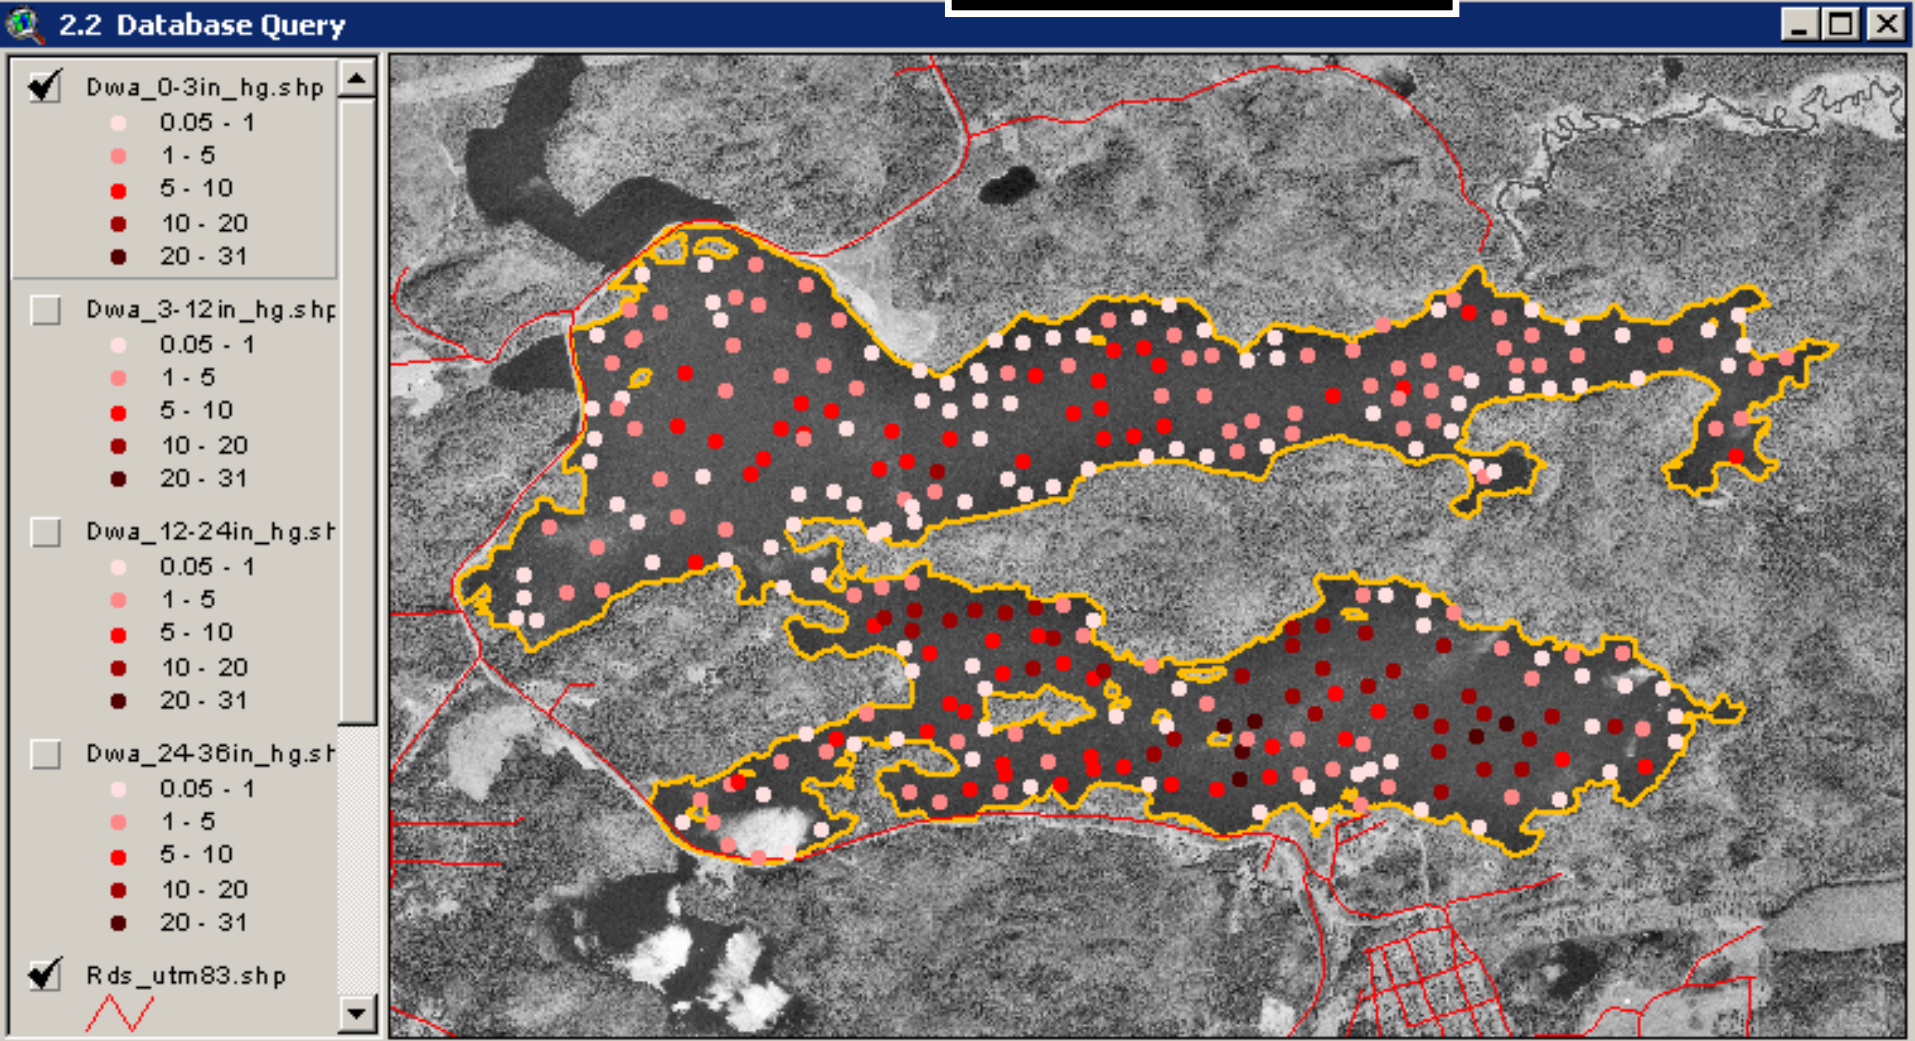 2.2 Database Query
Dwa_0-3in_hg.shp
0.05 - 1
1 - 5
5 - 10
10 - 20
20 - 31
Dwa_3-12in_hg.shp
0.05 - 1
1 - 5
5 - 10
10 - 20
20 - 31
Dwa_12-24in_hg.sh
0.05 - 1
1 - 5
5 - 10
10 - 20
20 - 31
Dwa_24-36in_hg.sh
0.05 - 1
1 - 5
5 - 10
10 - 20
20 - 31
Rds_utm83.shp